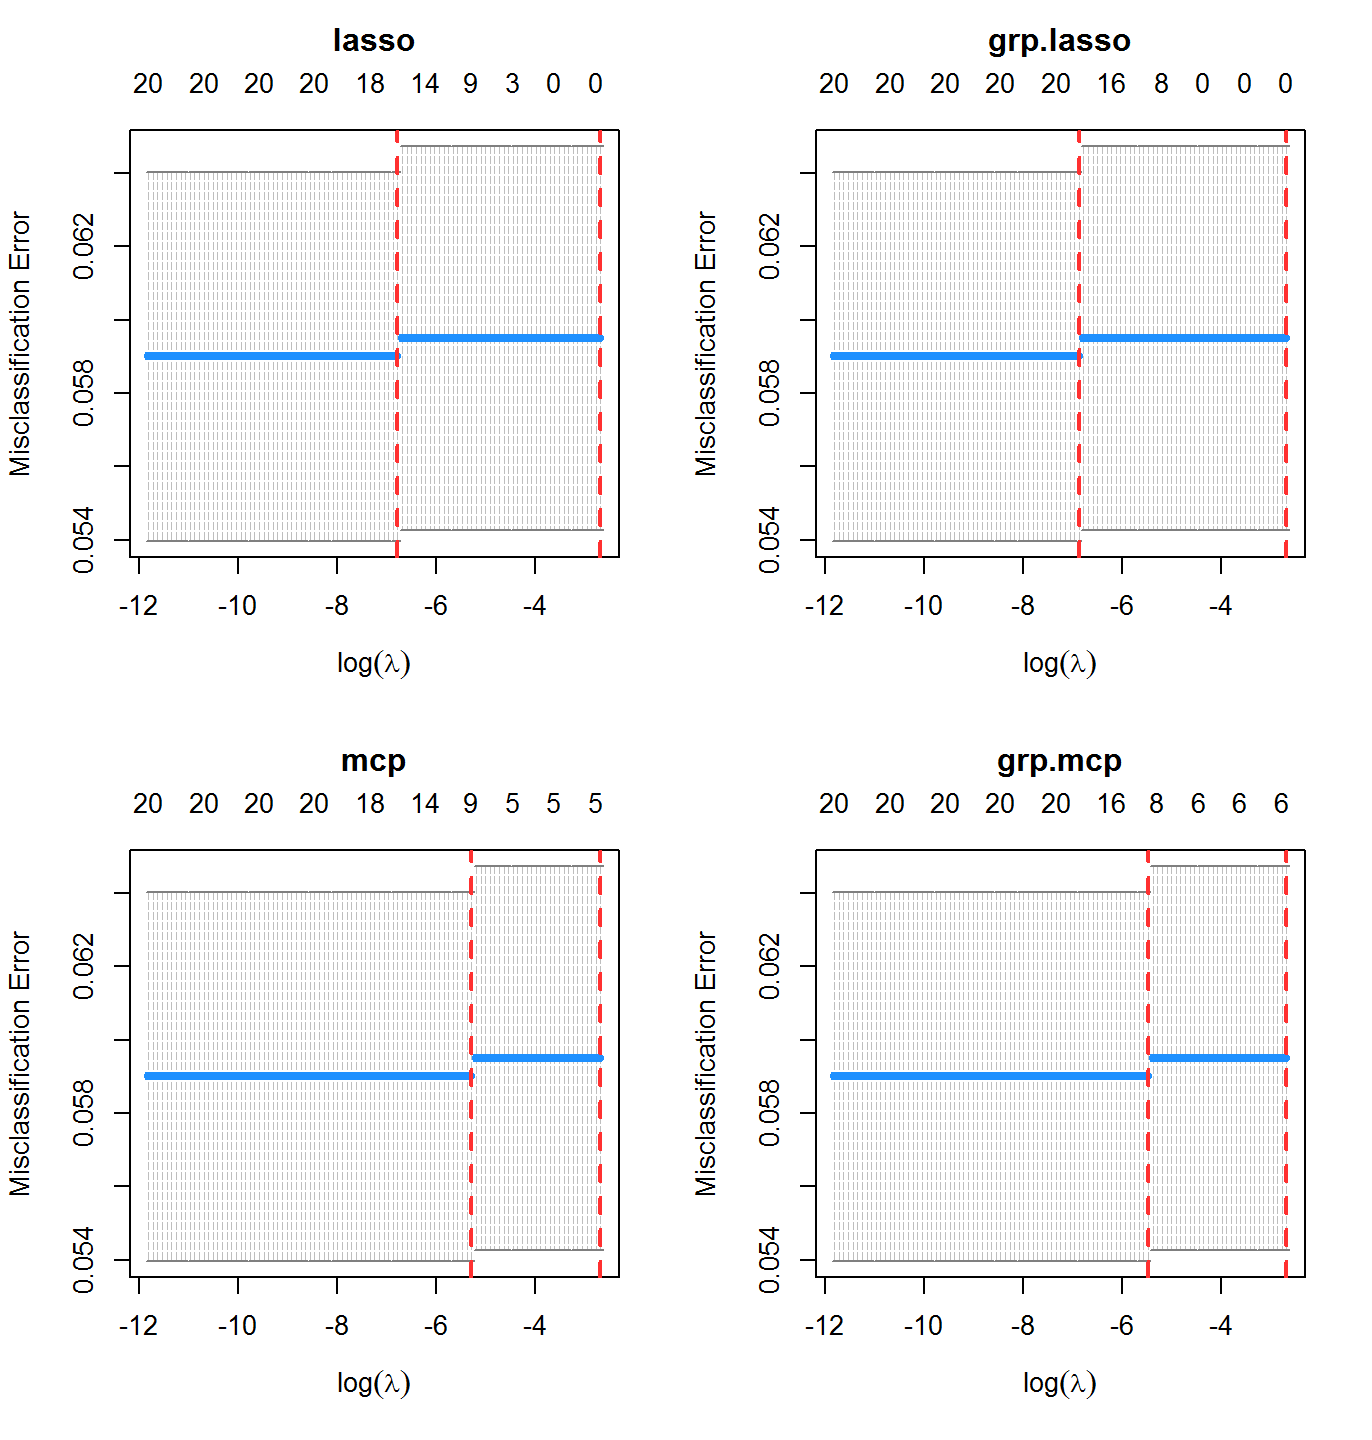 lasso
20 20 20 20 18 14 9 3 0 0
Misclassification Error
0.062
0.058
0.054
-12 -10 -8 -6 -4
log(λ)
grp.lasso
20 20 20 20 20 16 8 0 0 0
Misclassification Error
0.062
0.058
0.054
-12 -10 -8 -6 -4
log(λ)
mcp
20 20 20 20 18 14 9 5 5 5
Misclassification Error
0.062
0.058
0.054
-12 -10 -8 -6 -4
log(λ)
grp.mcp
20 20 20 20 20 16 8 6 6 6
Misclassification Error
0.062
0.058
0.054
-12 -10 -8 -6 -4
log(λ)